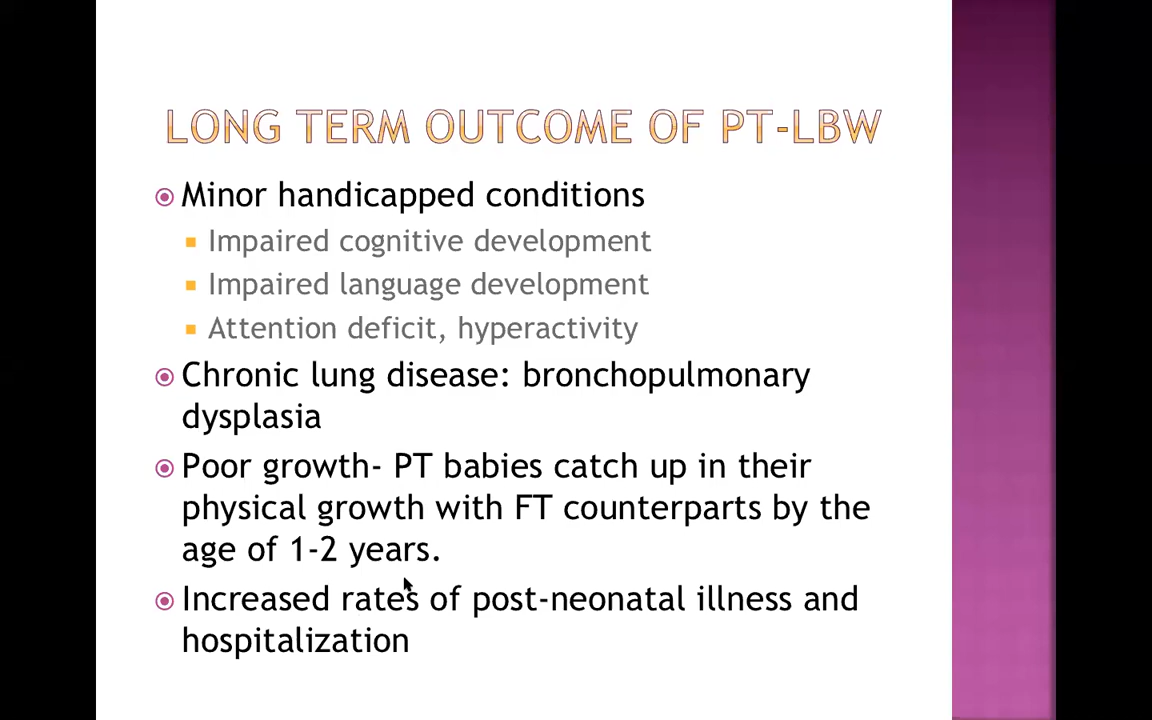 LONG TERM OUTCOME OF PT-LBW
Minor handicapped conditions
Impaired cognitive development
Impaired language development
Attention deficit, hyperactivity
Chronic lung disease: bronchopulmonary
dysplasia
Poor growth- PT babies catch up in their
physical growth with FT counterparts by the
age of 1-2 years.
Increased rates of post-neonatal illness and
hospitalization